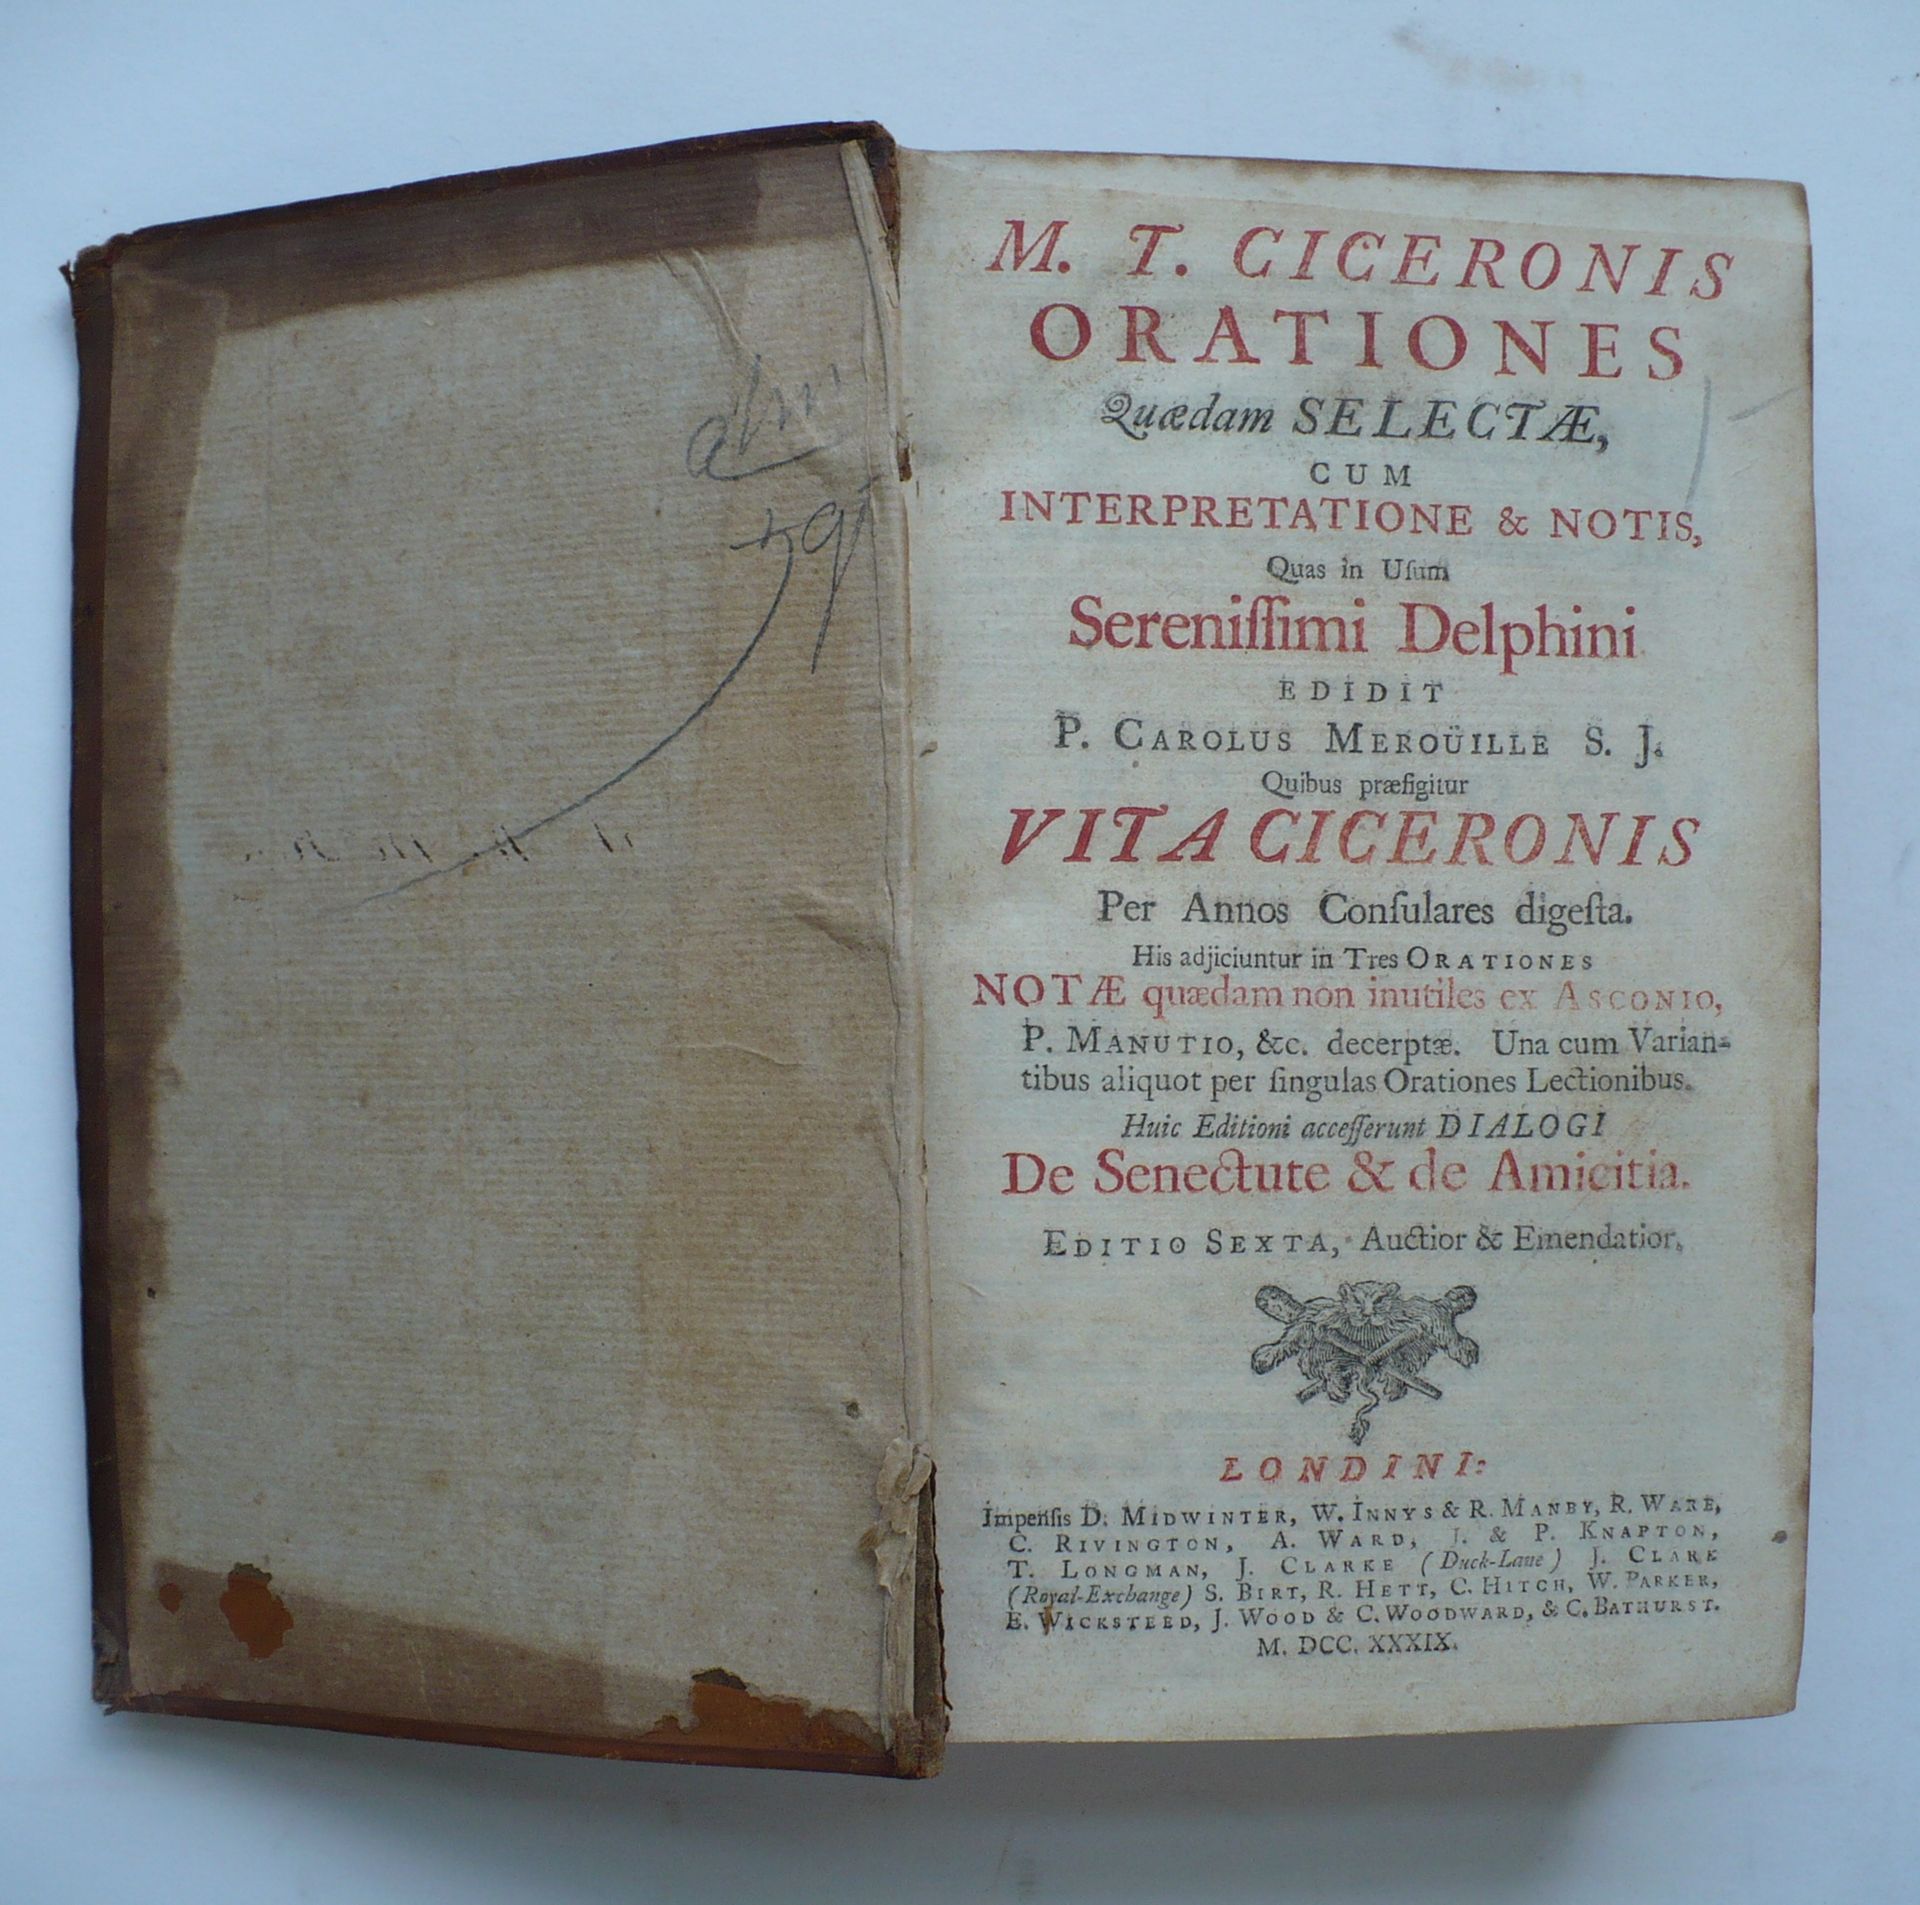 M. T. CICERONIS
ORATIONES
Quædam SELECTÆ,
CUM
INTERPRETATIONE & NOTIS,
Quas in Uſum
Sereniſſimi Delphini
EDIDIT
P. CAROLUS MEROÜILLE S. J.
Quibus præfigitur
VITA CICERONIS
Per Annos Conſulares digeſta.
His adjiciuntur in Tres ORATIONES
NOTÆ quædam non inutiles ex ASCONIO,
P. MANUTIO, &c. decerptæ. Una cum Varian-
tibus aliquot per ſingulas Orationes Lectionibus.
Huic Editioni acceſſerunt DIALOGI
De Senectute & de Amicitia.
EDITIO SEXTA, Auctior & Emendatior.
LONDINI:
Impenſis D. MIDWINTER, W. INNYS & R. MANBY, R. WARE,
C. RIVINGTON, A. WARD, J. & P. KNAPTON,
T. LONGMAN, J. CLARKE (Duck-Lane) J. CLARK
(Royal-Exchange) S. BIRT, R. HETT, C. HITCH, W. PARKER,
E. WICKSTEED, J. WOOD & C. WOODWARD, & C. BATHURST.
M. DCC. XXXIX.